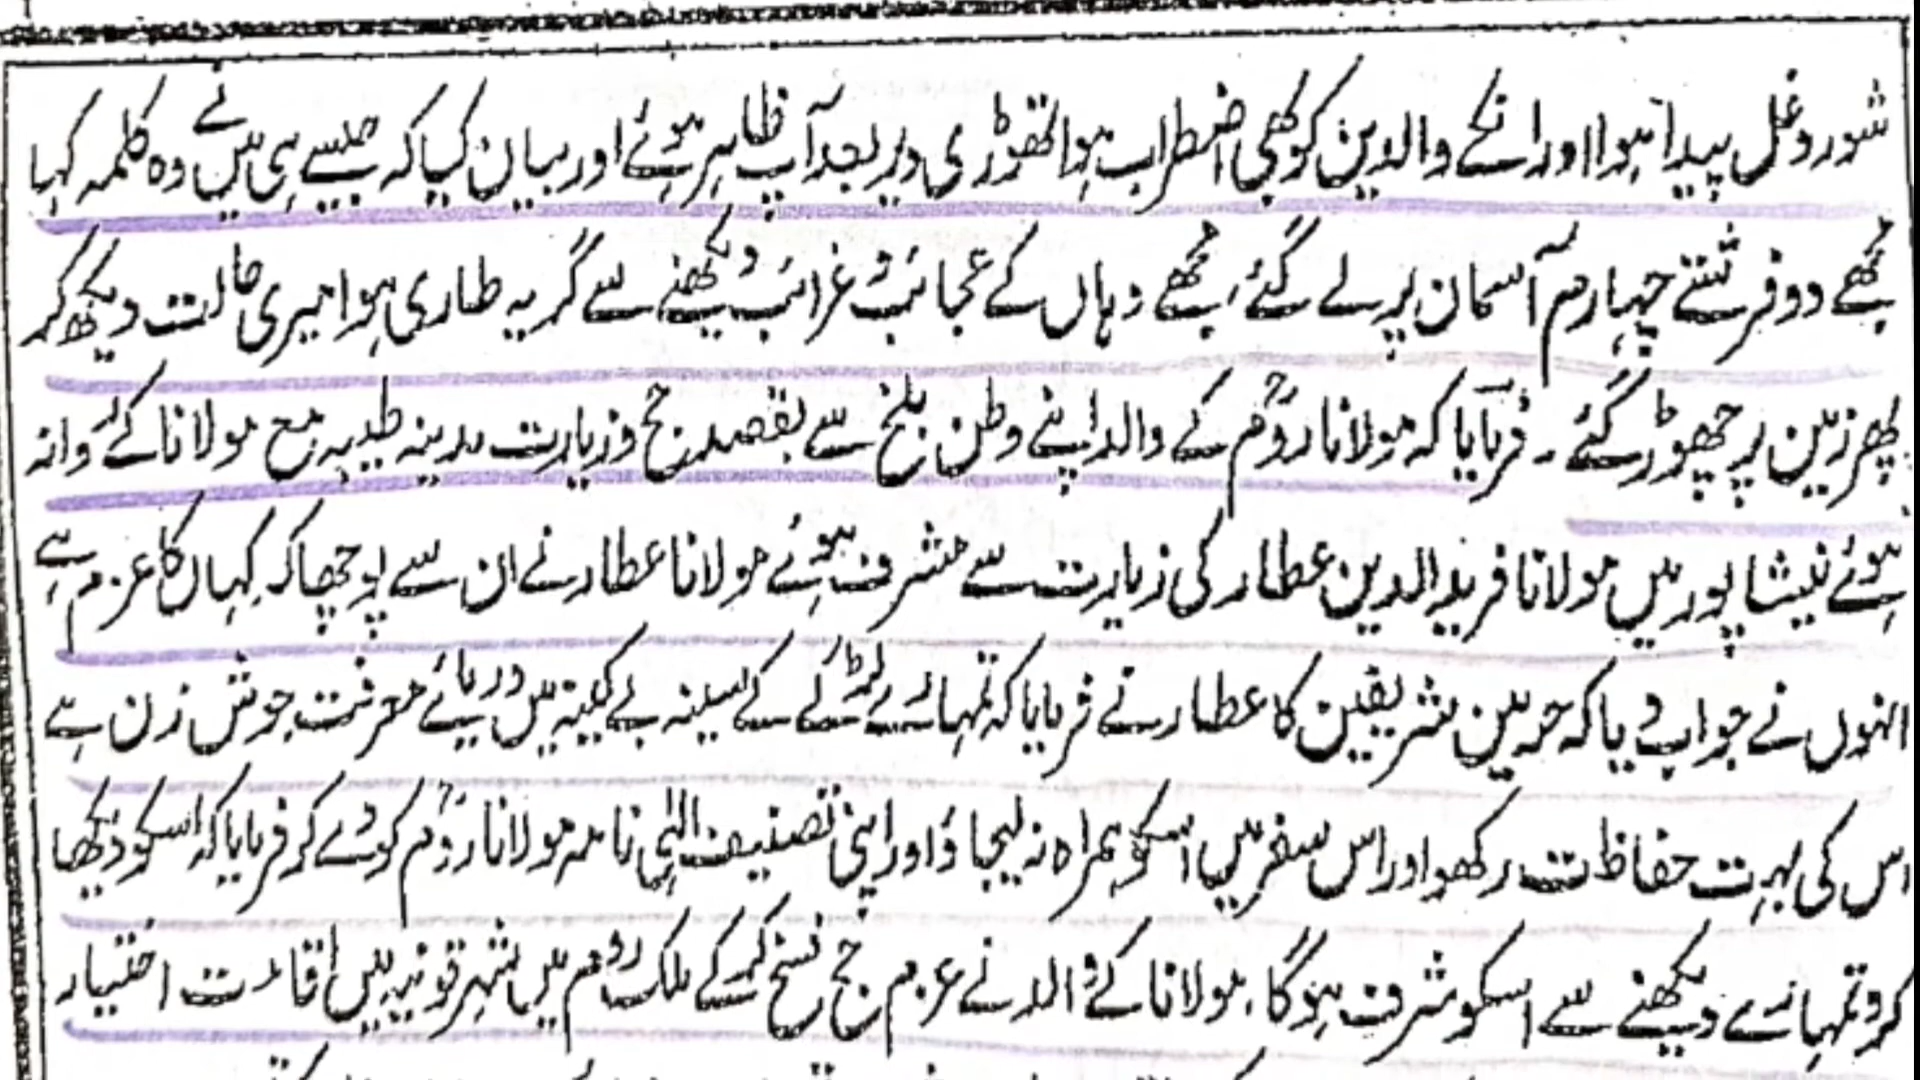 شور و غل پیدا ہوا اور انکے والدین کو بھی اضطراب ہوا تھوڑی دیر بعد آپ ظاہر ہوئے اور بیان کیا کہ جیسے ہی میں نے وہ کلمہ کہا
مجھے دو فرشتے چہارم آسمان پر لے گئے، مجھے وہاں کے عجائب و غرائب دیکھنے سے گریہ طاری ہوا میری حالت دیکھ کر
پھر زمین پر چھوڑ گئے ۔ فرمایا کہ مولانا روم کے والد اپنے وطن بلخ سے بقصد حج و زیارت مدینہ طیبہ مع مولانا کے روانہ
ہوئے نیشاپور میں مولانا فرید الدین عطار کی زیارت سے مشرف ہوئے مولانا عطار نے ان سے پوچھا کہ کہاں کا عزم ہے
انہوں نے جواب دیا کہ حرمین شریفین کا عطار نے فرمایا کہ تمہارے لڑکے کے سینہ بے کینہ میں دریائے معرفت جوش زن ہے
اس کی بہت حفاظت رکھو اور اس سفر میں اسکو ہمراہ نہ لیجاؤ اور اپنی تصنیف الہٰی نامہ مولانا روم کو دے کر فرمایا کہ اسکو دیکھا
کرو تمہارے دیکھنے سے اسکو شرف ہوگا، مولانا کے والد نے عزم حج فسخ کر کے ملک روم میں شہر قونیہ میں اقامت اختیار